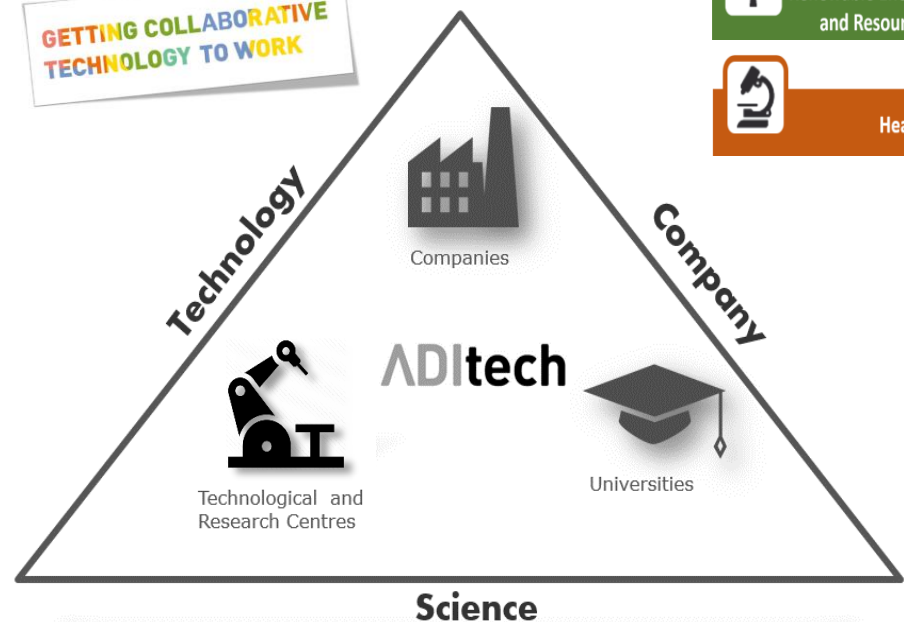 GETTING COLLABORATIVE
TECHNOLOGY TO WORK
and Resour
Hea
Technology
Company
Companies
ADItech
Technological and
Research Centres
Universities
Science